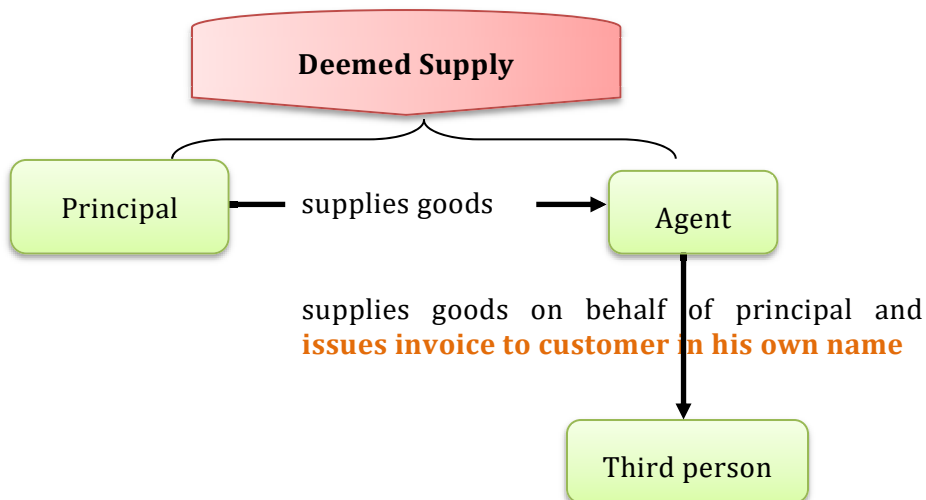 Deemed Supply
Principal
supplies goods
Agent
supplies goods on behalf of principal and
issues invoice to customer in his own name
Third person